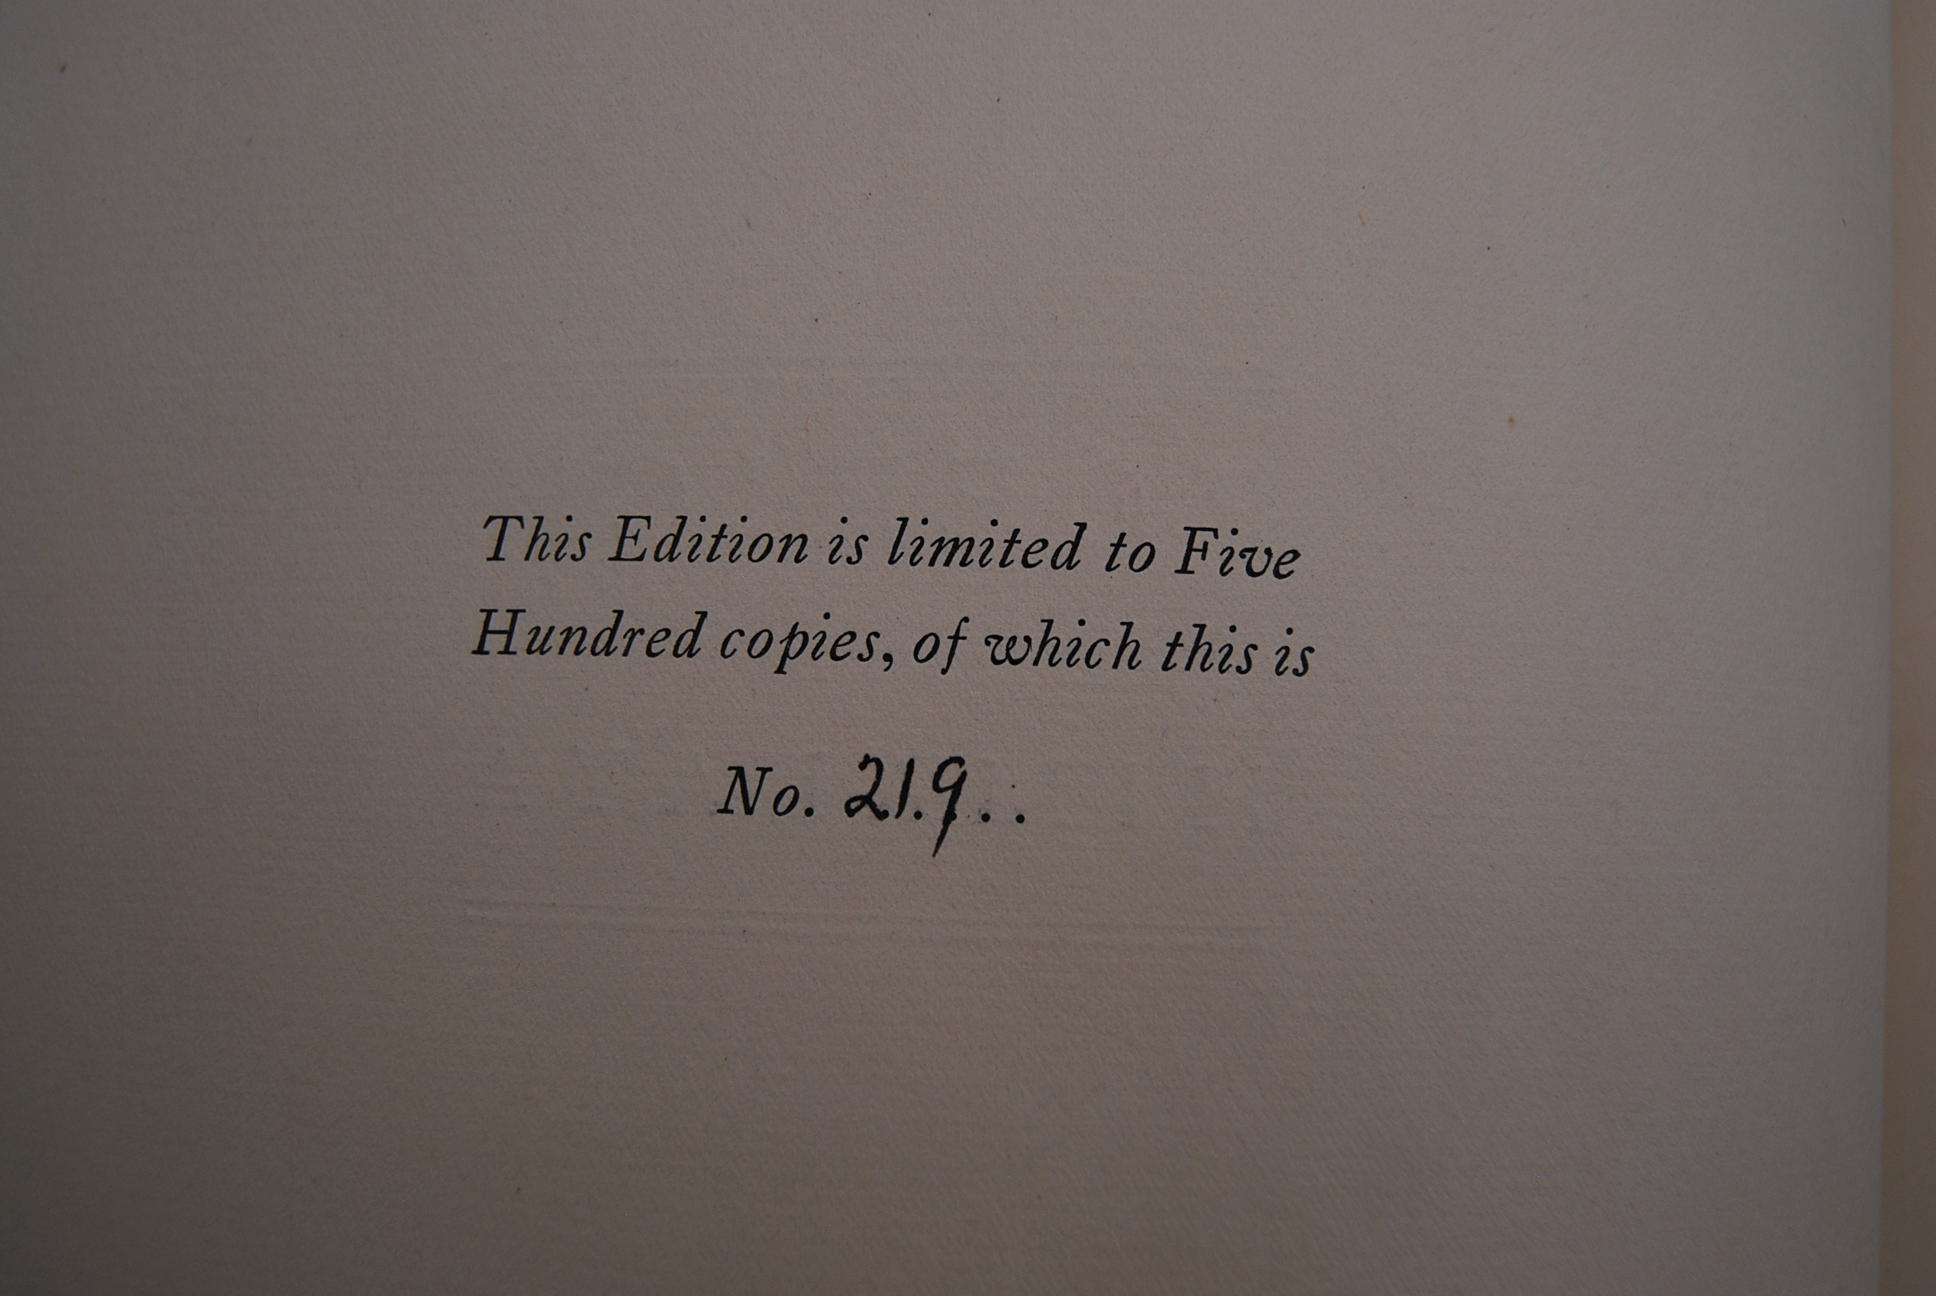 This Edition is limited to Five
Hundred copies, of which this is
No. 219..